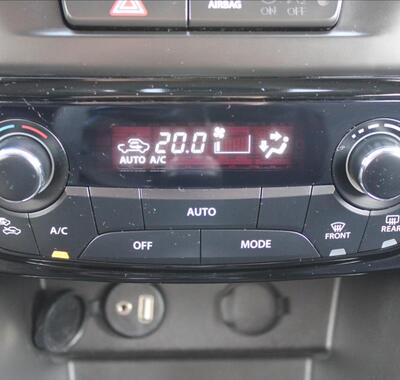 AIRBAG
ON OFF
20.0
AUTO A/C
AUTO
A/C
OFF
MODE
FRONT
REAR